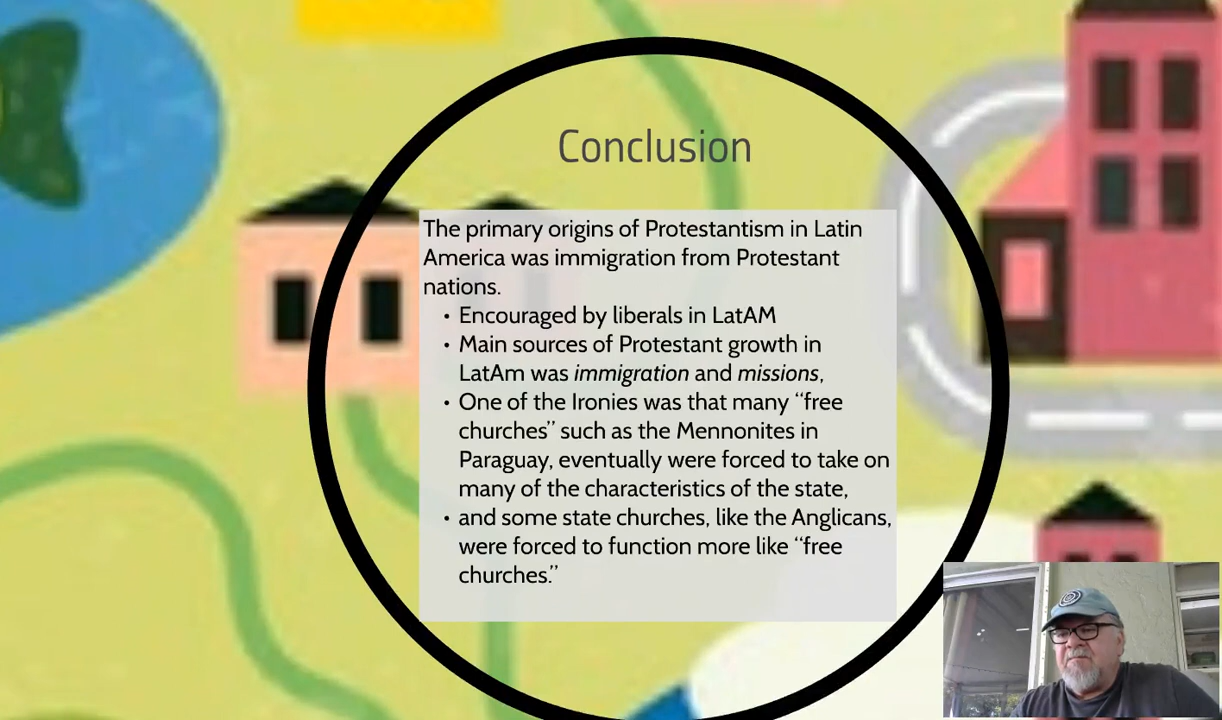 Conclusion
The primary origins of Protestantism in Latin
America was immigration from Protestant
nations.
• Encouraged by liberals in LatAM
• Main sources of Protestant growth in
LatAm was immigration and missions,
• One of the Ironies was that many “free
churches” such as the Mennonites in
Paraguay, eventually were forced to take on
many of the characteristics of the state,
• and some state churches, like the Anglicans,
were forced to function more like “free
churches.”